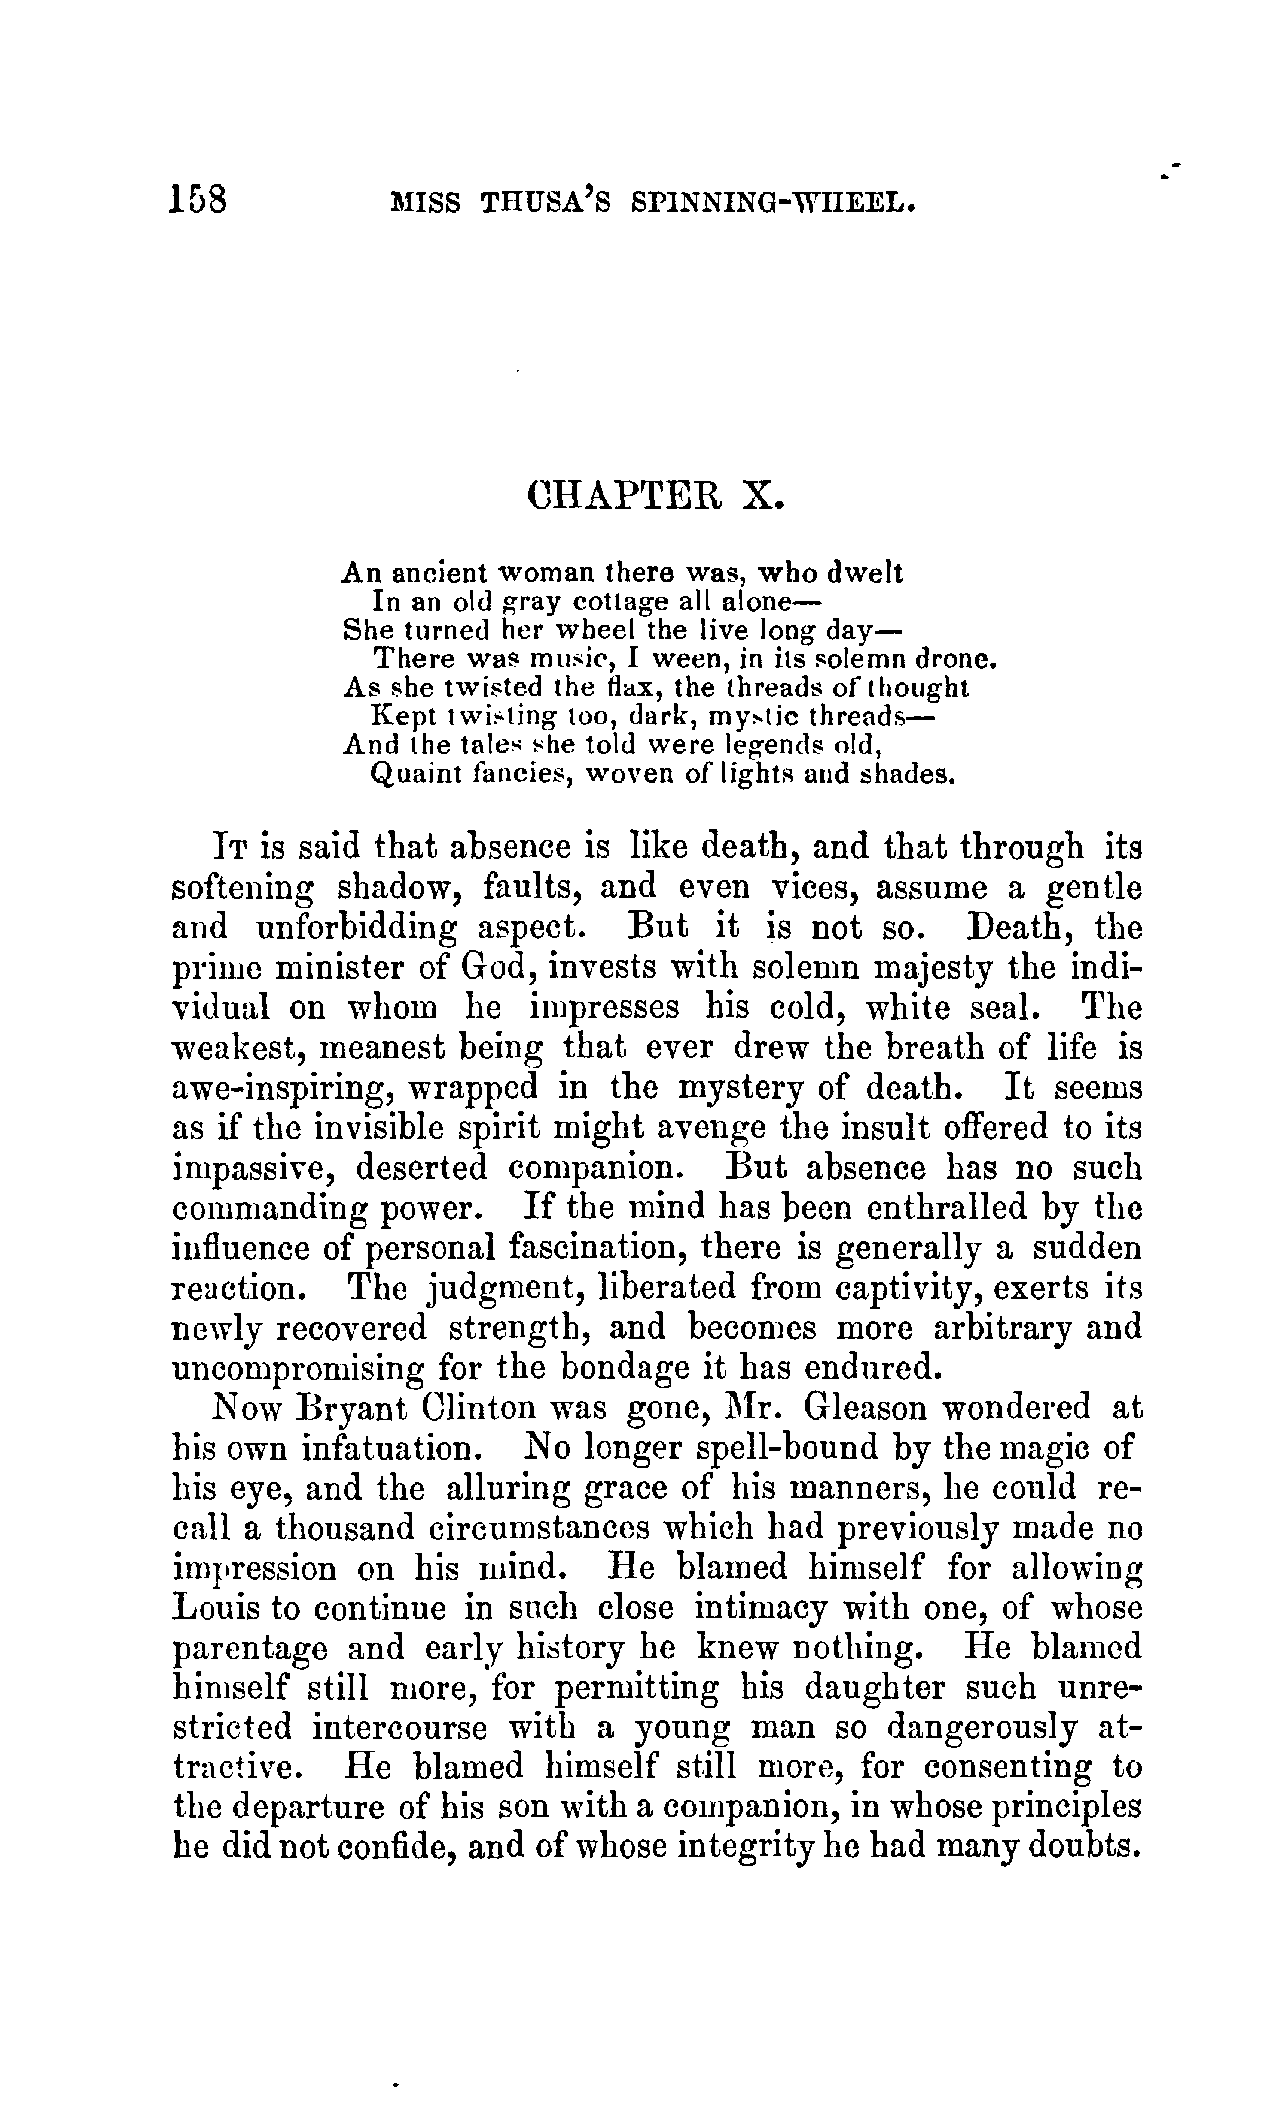 158 MISS THUSA'S SPINNING-WHEEL.
CHAPTER X.
An ancient woman there was, who dwelt
In an old gray cottage all alone—
She turned her wheel the live long day—
There was music, I ween, in its solemn drone.
As she twisted the flax, the threads of thought
Kept twisting too, dark, mystic threads—
And the tales she told were legends old,
Quaint fancies, woven of lights and shades.
IT is said that absence is like death, and that through its
softening shadow, faults, and even vices, assume a gentle
and unforbidding aspect. But it is not so. Death, the
prime minister of God, invests with solemn majesty the indi-
vidual on whom he impresses his cold, white seal. The
weakest, meanest being that ever drew the breath of life is
awe-inspiring, wrapped in the mystery of death. It seems
as if the invisible spirit might avenge the insult offered to its
impassive, deserted companion. But absence has no such
commanding power. If the mind has been enthralled by the
influence of personal fascination, there is generally a sudden
reaction. The judgment, liberated from captivity, exerts its
newly recovered strength, and becomes more arbitrary and
uncompromising for the bondage it has endured.
Now Bryant Clinton was gone, Mr. Gleason wondered at
his own infatuation. No longer spell-bound by the magic of
his eye, and the alluring grace of his manners, he could re-
call a thousand circumstances which had previously made no
impression on his mind. He blamed himself for allowing
Louis to continue in such close intimacy with one, of whose
parentage and early history he knew nothing. He blamed
himself still more, for permitting his daughter such unre-
stricted intercourse with a young man so dangerously at-
tractive. He blamed himself still more, for consenting to
the departure of his son with a companion, in whose principles
he did not confide, and of whose integrity he had many doubts.